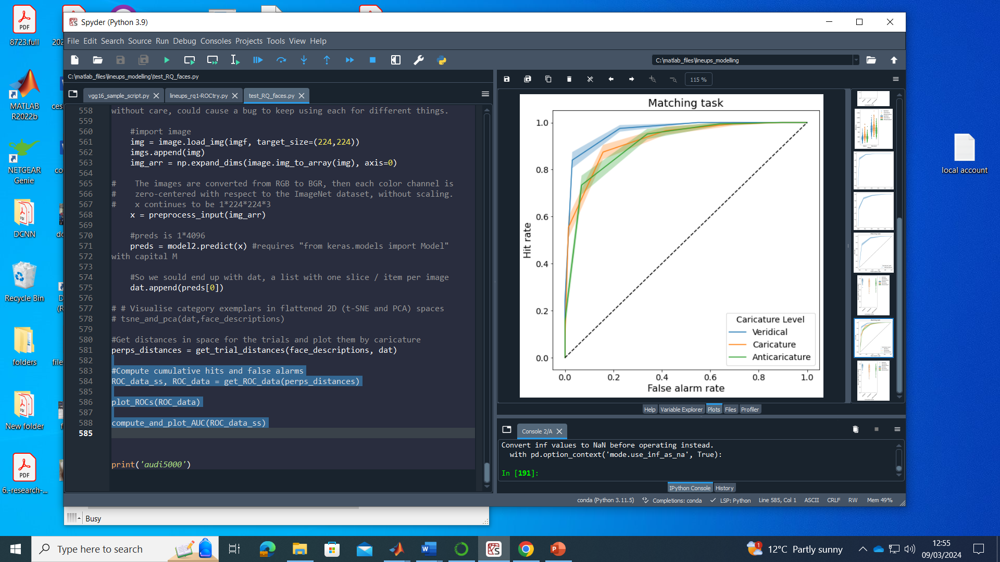 8723.full
202
MATLAB
R2022b
ces
NETGEAR
Genie
co
DCNN
dc
Recycle Bin
D
(R
folders
file
New folder
f
6.-research-...
local account
Spyder (Python 3.9)
File Edit Search Source Run Debug Consoles Projects Tools View Help
C:\matlab_files\lineups_modelling
C:\matlab_files\lineups_modelling\test_RQ_faces.py
vgg16_sample_script.py
lineups_rq1-ROCtry.py
test_RQ_faces.py
558 without care, could cause a bug to keep using each for different things.
559
560 #import image
561 img = image.load_img(imgf, target_size=(224,224))
562 imgs.append(img)
563 img_arr = np.expand_dims(image.img_to_array(img), axis=0)
564
565 # The images are converted from RGB to BGR, then each color channel is
566 # zero-centered with respect to the ImageNet dataset, without scaling.
567 # x continues to be 1*224*224*3
568 x = preprocess_input(img_arr)
569
570 #preds is 1*4096
571 preds = model2.predict(x) #requires "from keras.models import Model"
572 with capital M
573
574 #So we sould end up with dat, a list with one slice / item per image
575 dat.append(preds[0])
576
577 # # Visualise category exemplars in flattened 2D (t-SNE and PCA) spaces
578 # tsne_and_pca(dat,face_descriptions)
579
580 #Get distances in space for the trials and plot them by caricature
581 perps_distances = get_trial_distances(face_descriptions, dat)
582
583 #Compute cumulative hits and false alarms
584 ROC_data_ss, ROC_data = get_ROC_data(perps_distances)
585
586 plot_ROCs(ROC_data)
587
588 compute_and_plot_AUC(ROC_data_ss)
585
print('audi5000')
115 %
Matching task
1.0
0.8
0.6
0.4
0.2
0.0
Hit rate
0.0 0.2 0.4 0.6 0.8 1.0
False alarm rate
Caricature Level
Veridical
Caricature
Anticaricature
Help Variable Explorer Plots Files Profiler
Console 2/A
Convert inf values to NaN before operating instead.
with pd.option_context('mode.use_inf_as_na', True):
In [191]:
IPython Console History
conda (Python 3.11.5) Completions: conda LSP: Python Line 585, Col 1 ASCII CRLF RW Mem 49%
Busy
Type here to search
1
12°C Partly sunny
12:55
09/03/2024